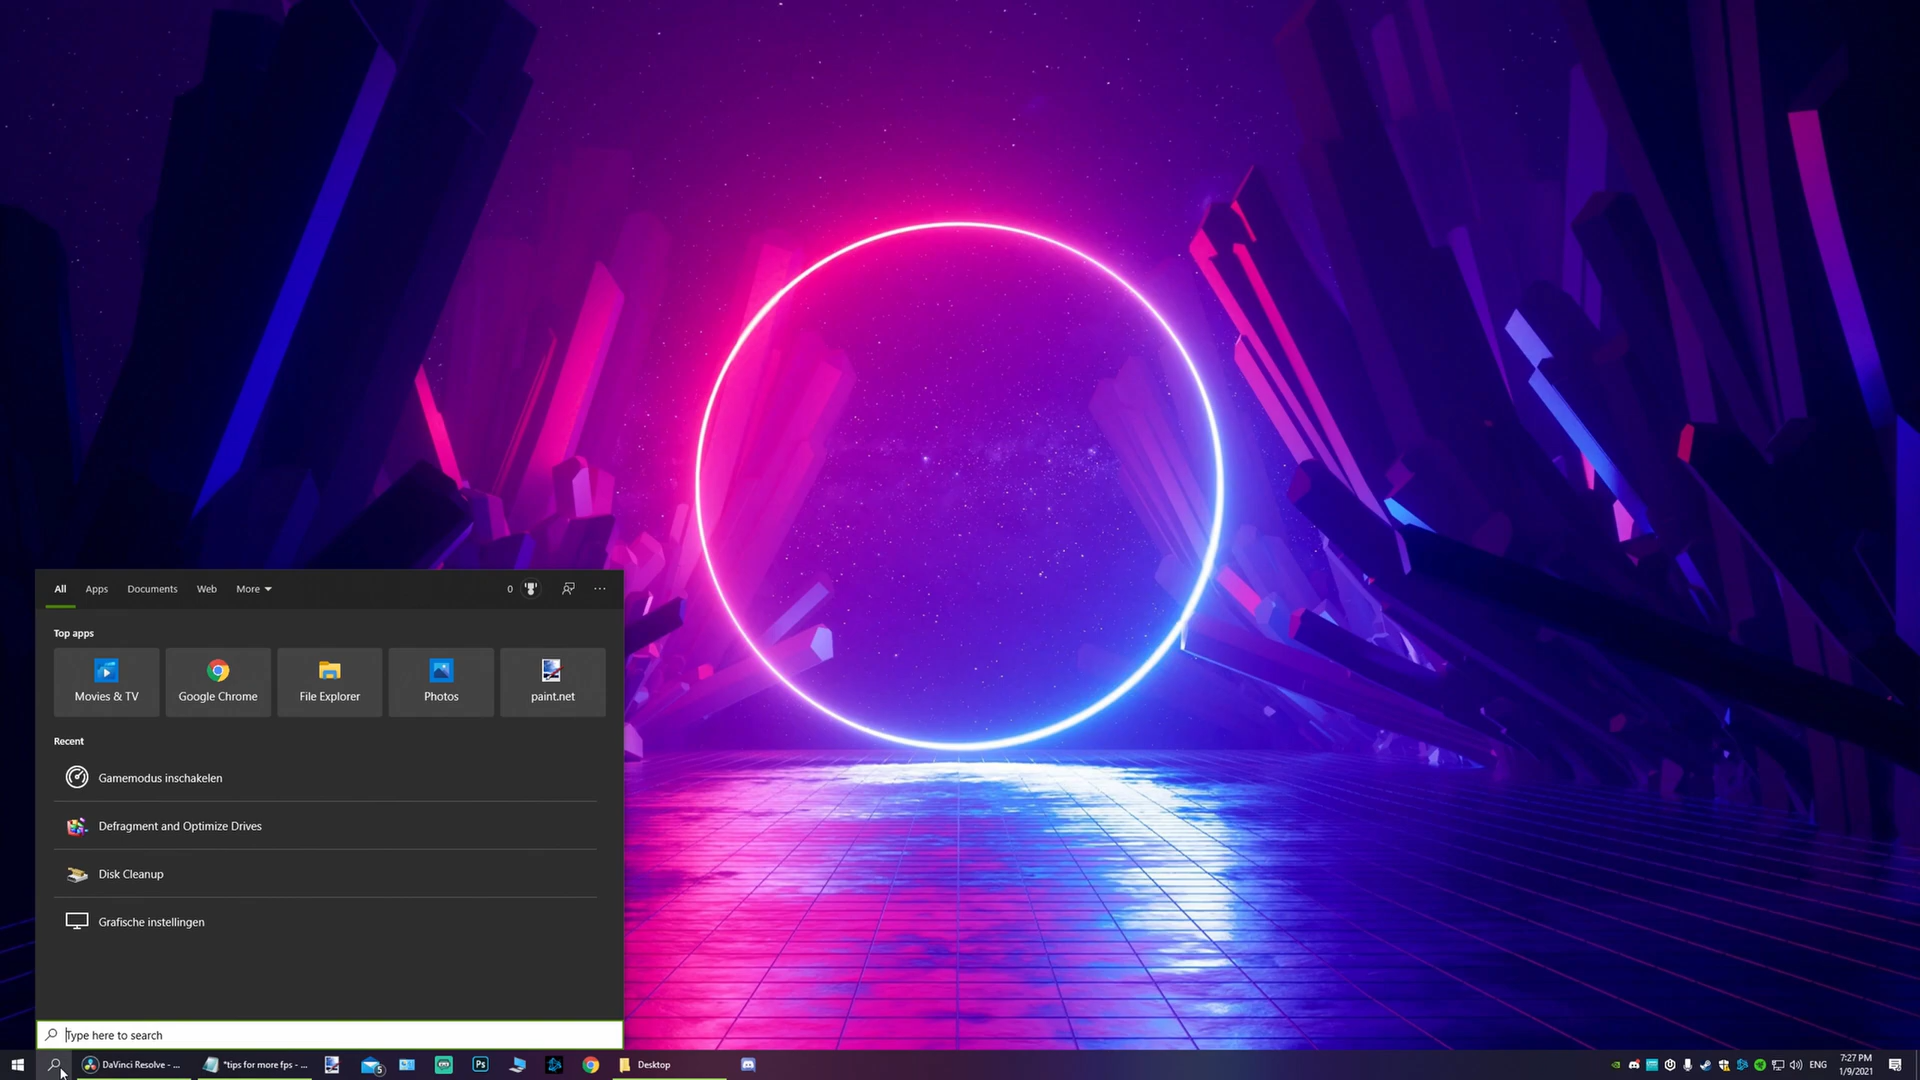 All Apps Documents Web More 0 ...
Top apps
Movies & TV Google Chrome File Explorer Photos paint.net
Recent
Gamemodus inschakelen
Defragment and Optimize Drives
Disk Cleanup
Grafische instellingen
Type here to search
DaVinci Resolve - ... *tips for more fps - ... 5 Ps Desktop ENG 7:27 PM
1/9/2021